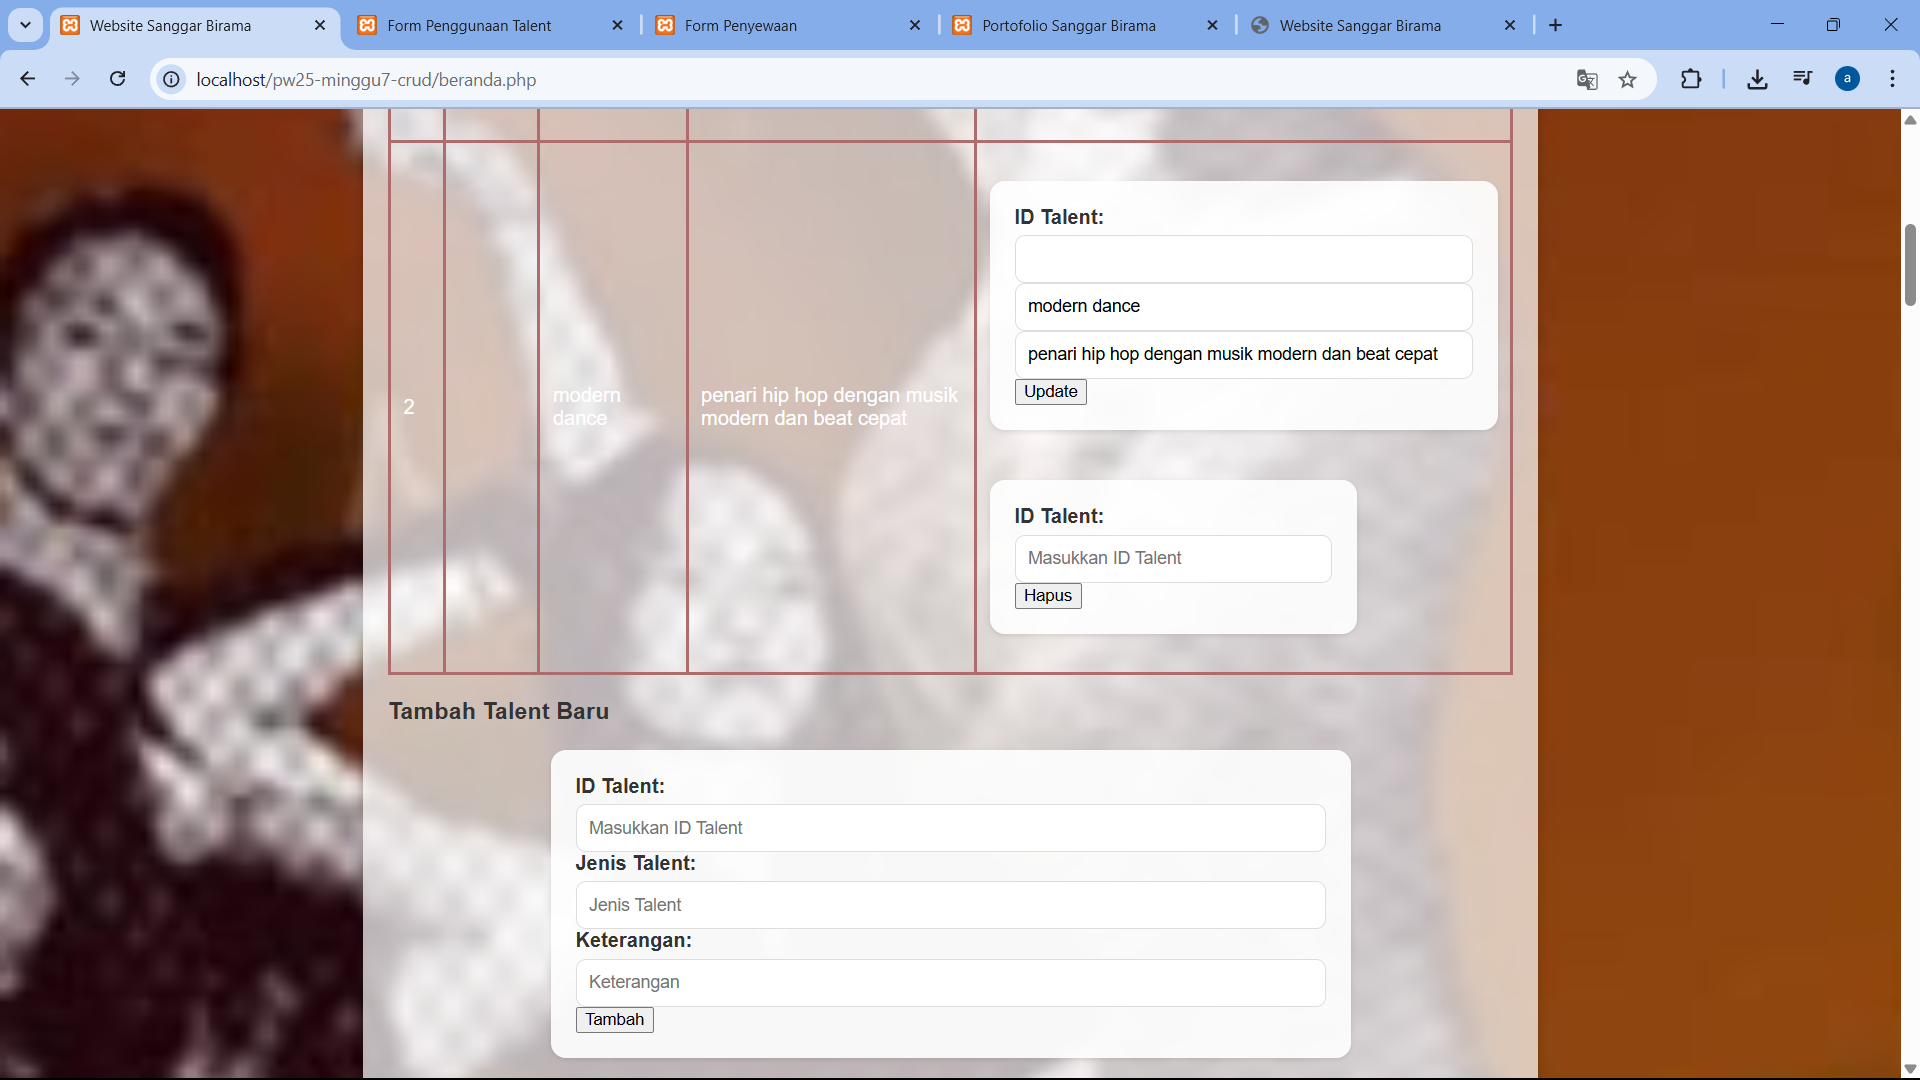 Website Sanggar Birama
Form Penggunaan Talent
Form Penyewaan
Portofolio Sanggar Birama
Website Sanggar Birama
localhost/pw25-minggu7-crud/beranda.php
a
2
modern
dance
penari hip hop dengan musik
modern dan beat cepat
ID Talent:
modern dance
penari hip hop dengan musik modern dan beat cepat
Update
ID Talent:
Masukkan ID Talent
Hapus
Tambah Talent Baru
ID Talent:
Masukkan ID Talent
Jenis Talent:
Jenis Talent
Keterangan:
Keterangan
Tambah